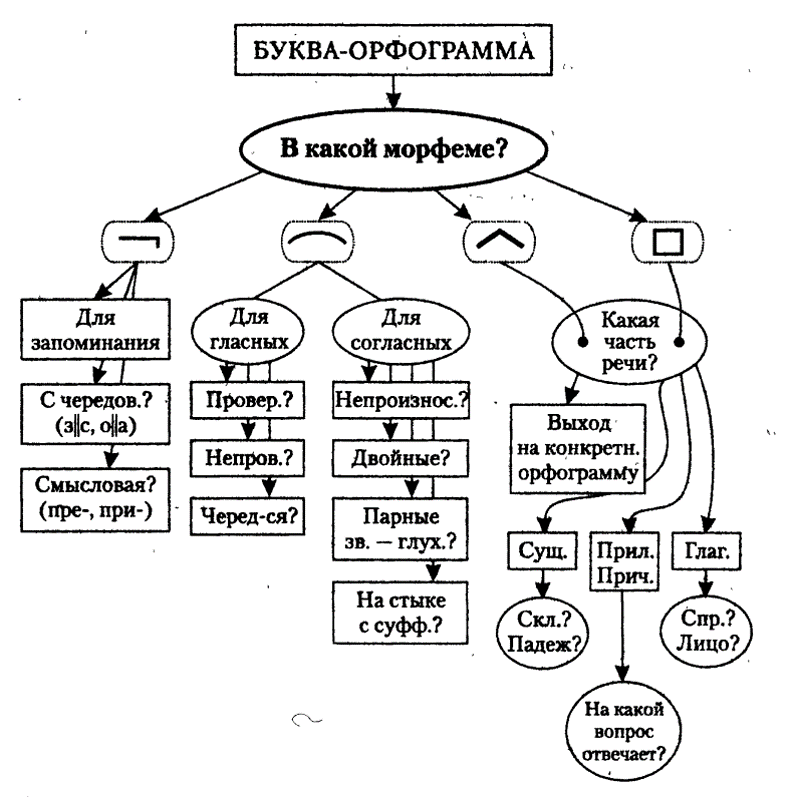 БУКВА-ОРФОГРАММА
В какой морфеме?
Для
запоминания
С чередов.?
(з||с, о||а)
Смысловая?
(пре-, при-)
Для
гласных
Провер.?
Непров.?
Черед-ся?
Для
согласных
Непроизнос.?
Двойные?
Парные
зв. — глух.?
На стыке
с суфф.?
Какая
часть
речи?
Выход
на конкретн.
орфограмму
Сущ.
Скл.?
Падеж?
Прил.
Прич.
На какой
вопрос
отвечает?
Глаг.
Спр.?
Лицо?